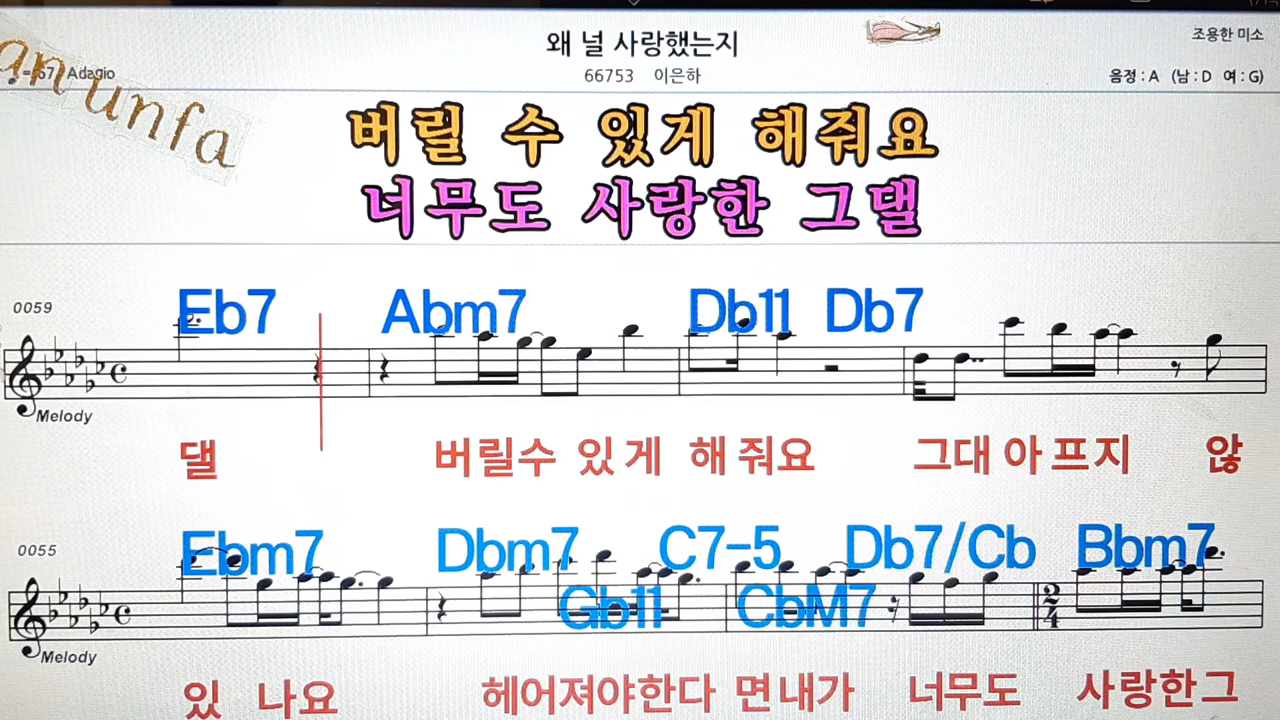 왜 널 사랑했는지
조용한 미소
66753 이은하
음정 : A (남 : D 여 : G)
Adagio
an unfa
버릴 수 있게 해줘요
너무도 사랑한 그댈
0059
Eb7 Abm7 Db11 Db7
Melody
댈 버릴수 있게 해줘요 그대아프지 않
0055
Ebm7 Dbm7 C7-5 Db7/Cb Bbm7
Gb11 CbM7
2
4
Melody
있 나요 헤어져야한다 면내가 너무도 사랑한그